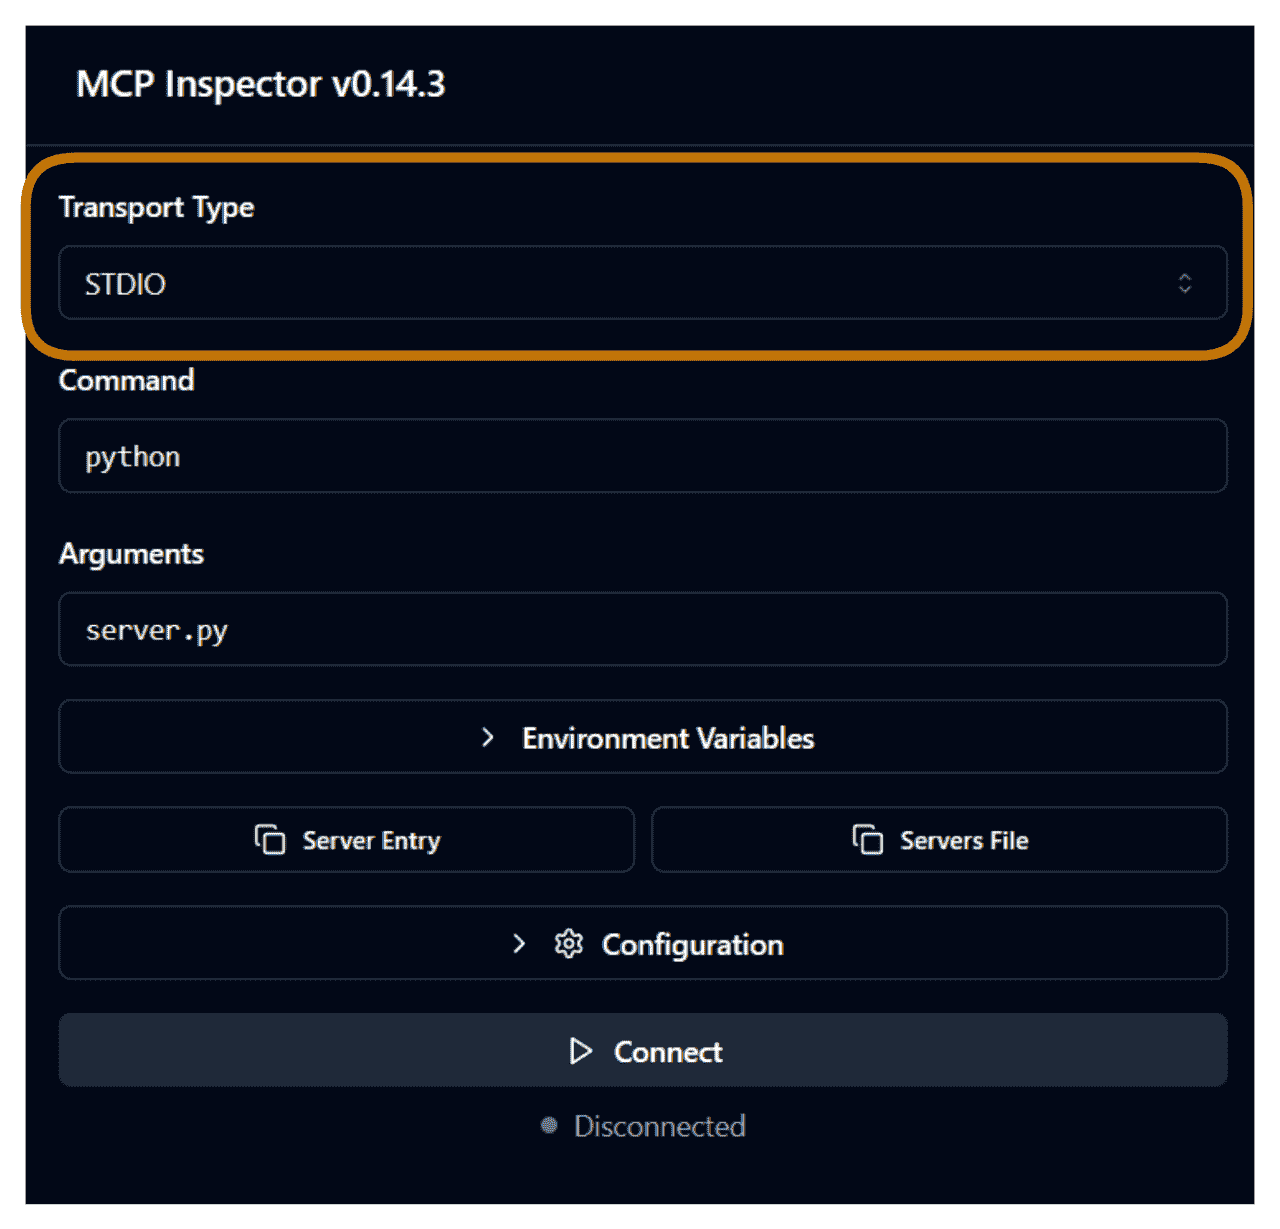 MCP Inspector v0.14.3
Transport Type
STDIO
Command
python
Arguments
server.py
Environment Variables
Server Entry
Servers File
Configuration
Connect
Disconnected